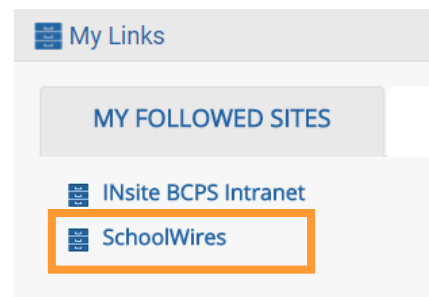 My Links
MY FOLLOWED SITES
INsite BCPS Intranet
SchoolWires